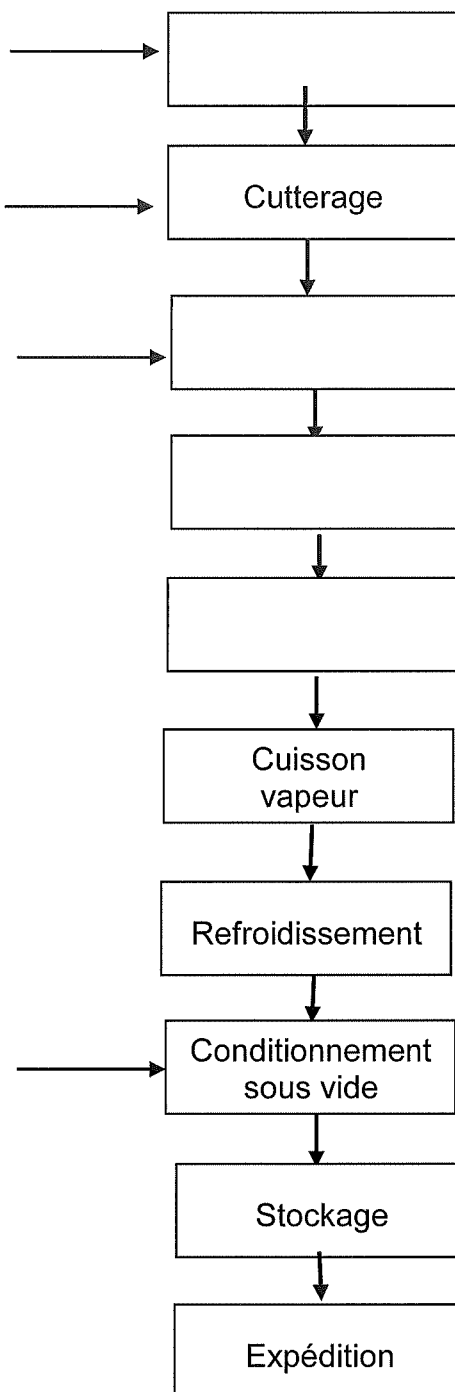 Cutterage
Cuisson
vapeur
Refroidissement
Conditionnement
sous vide
Stockage
Expédition